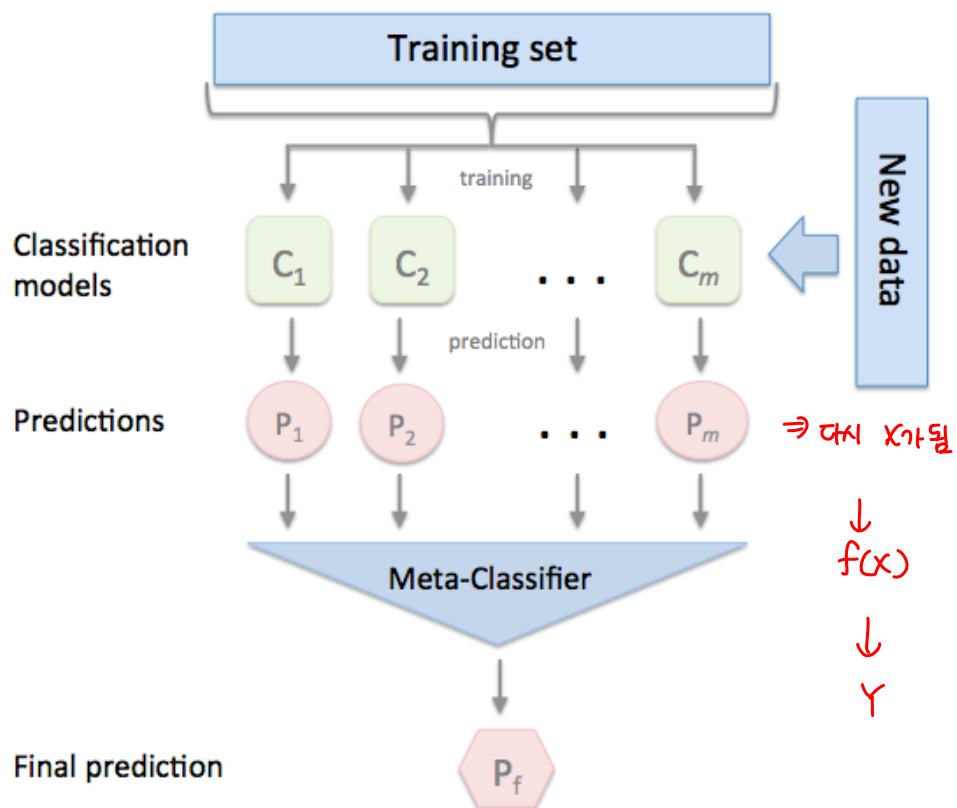 Training set
training
New data
Classification
models
C1
C2
. . .
Cm
prediction
Predictions
P1
P2
. . .
Pm
⇒ 다시 X가 됨
↓
f(X)
↓
Y
Meta-Classifier
Final prediction
Pf